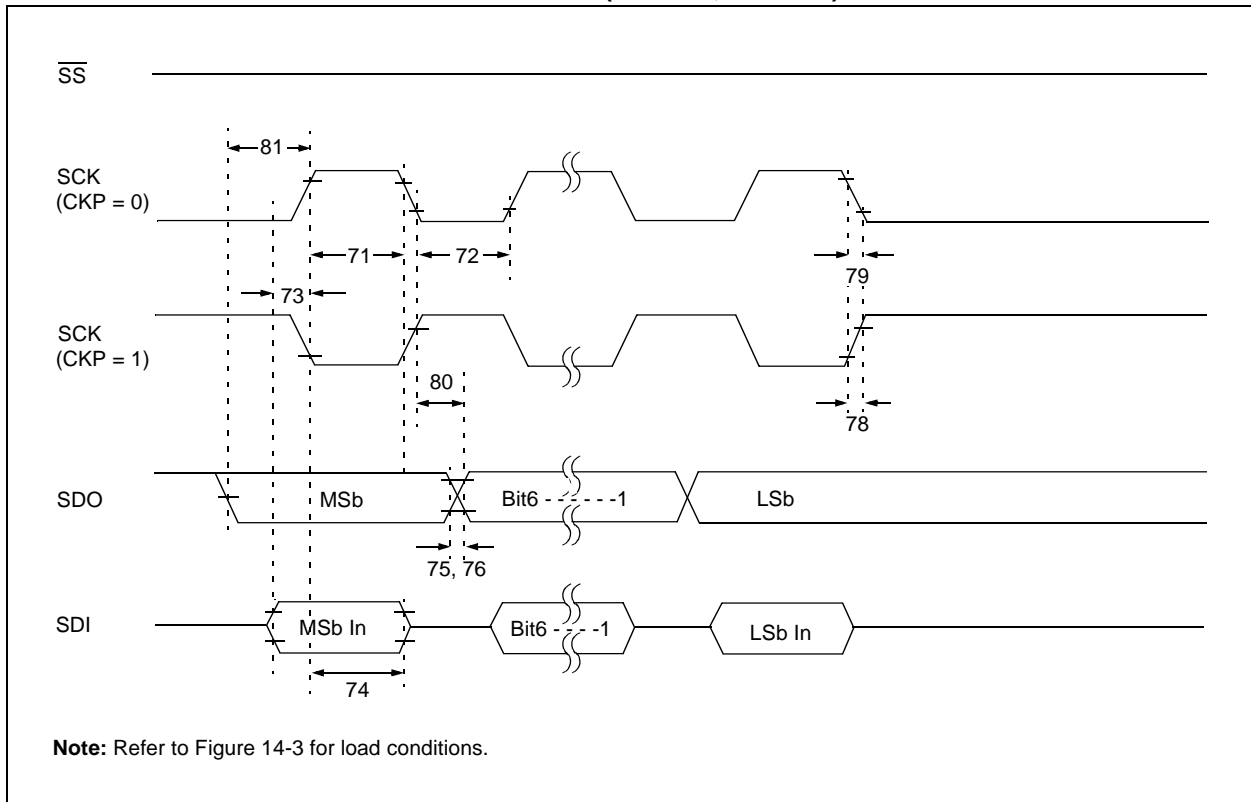 SS
81
SCK
(CKP = 0)
71
72
79
73
SCK
(CKP = 1)
80
78
SDO
MSb
Bit6 - - - - - -1
LSb
75, 76
SDI
MSb In
Bit6 - - - -1
LSb In
74
Note: Refer to Figure 14-3 for load conditions.